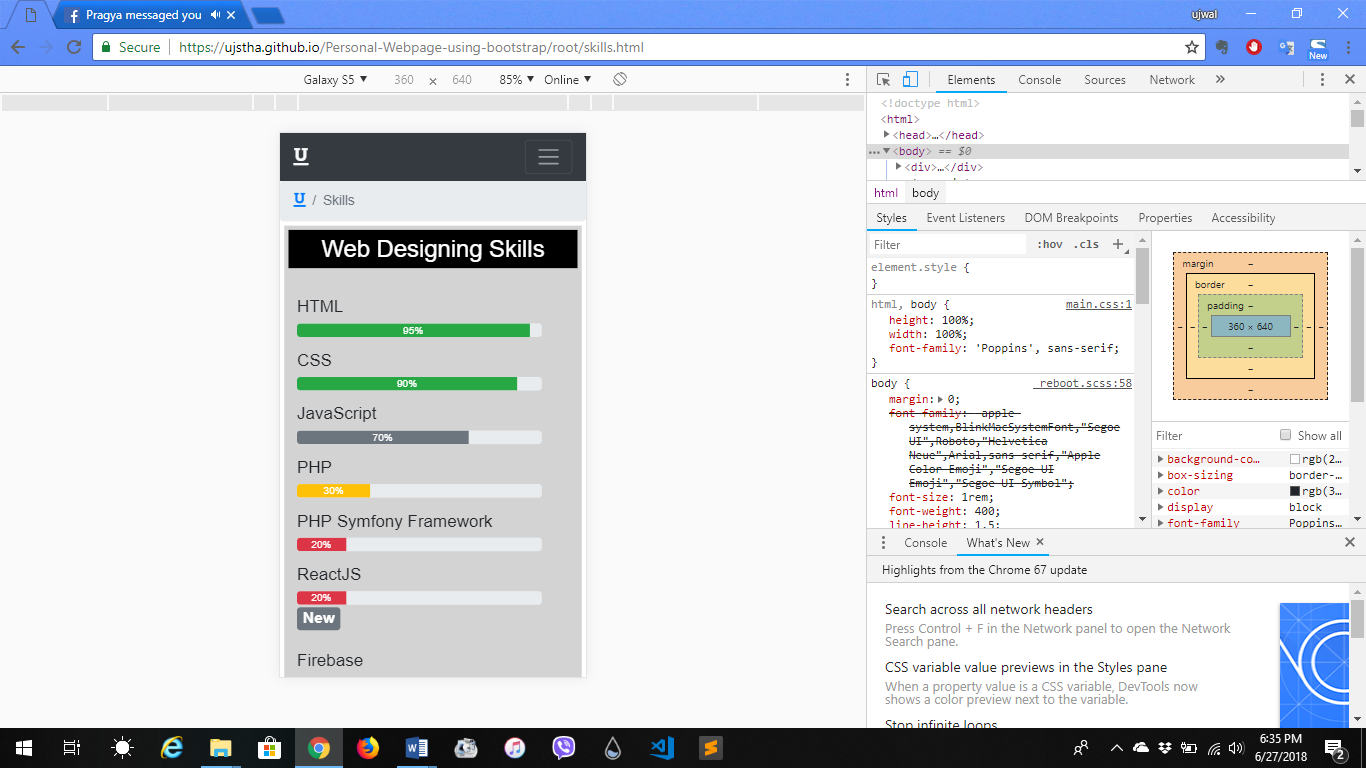 Pragya messaged you
ujwal
Secure
https://ujstha.github.io/Personal-Webpage-using-bootstrap/root/skills.html
New
Galaxy S5 ▼ 360 × 640 85% ▼ Online ▼
U
U / Skills
Web Designing Skills
HTML
95%
CSS
90%
JavaScript
70%
PHP
30%
PHP Symfony Framework
20%
ReactJS
20%
New
Firebase
Elements Console Sources Network »
<!doctype html>
<html>
▶<head>…</head>
…▼<body> == $0
▶<div>…</div>
html body
Styles Event Listeners DOM Breakpoints Properties Accessibility
Filter :hov .cls +
element.style {
}
html, body { main.css:1
height: 100%;
width: 100%;
font-family: 'Poppins', sans-serif;
}
body { _reboot.scss:58
margin:▶ 0;
font-family: -apple-
system,BlinkMacSystemFont,"Segoe
UI",Roboto,"Helvetica
Neue",Arial,sans-serif,"Apple
Color Emoji","Segoe UI
Emoji","Segoe UI Symbol";
font-size: 1rem;
font-weight: 400;
line-height: 1.5;
margin –
border –
padding –
– – – 360 × 640 – – –
–
–
–
Filter Show all
▶ background-co… rgb(2…
▶ box-sizing border-…
▶ color rgb(3…
▶ display block
▶ font-family Poppins…
Console What's New ×
Highlights from the Chrome 67 update
Search across all network headers
Press Control + F in the Network panel to open the Network
Search pane.
CSS variable value previews in the Styles pane
When a property value is a CSS variable, DevTools now
shows a color preview next to the variable.
Stop infinite loops
6:35 PM
6/27/2018
2